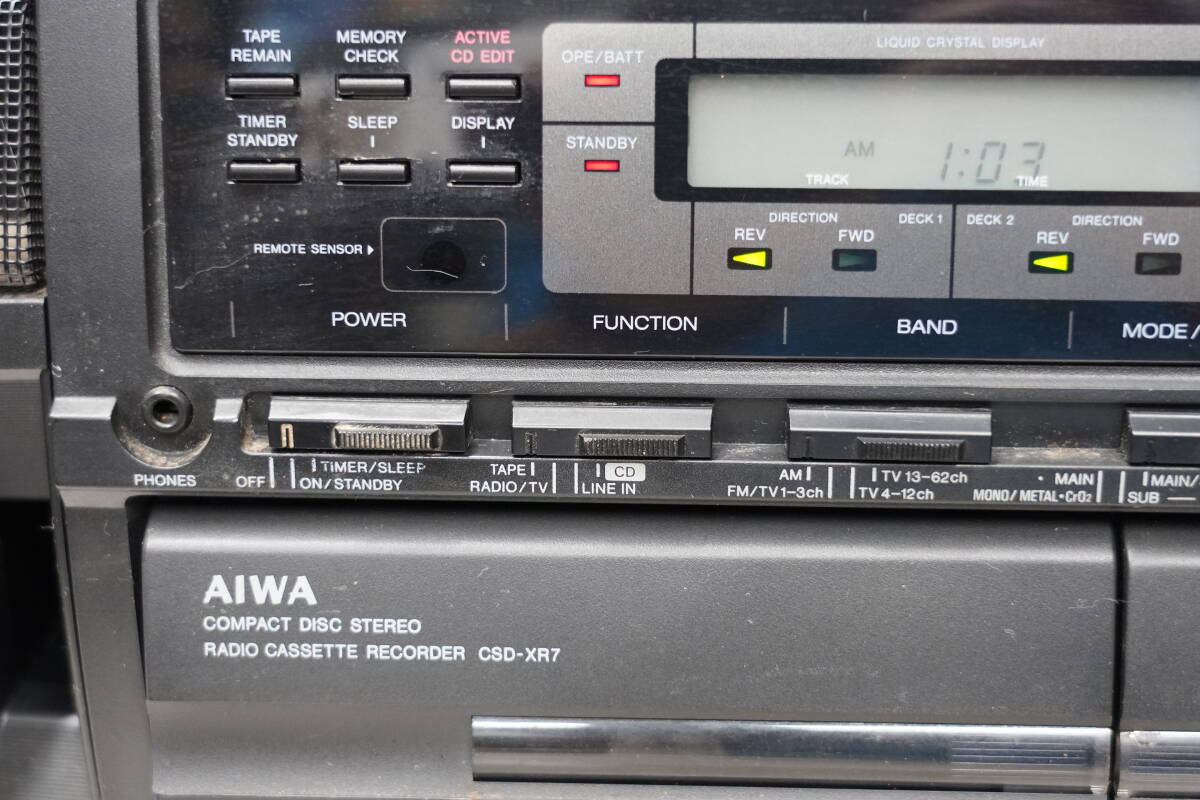 TAPE REMAIN
MEMORY CHECK
ACTIVE CD EDIT
TIMER STANDBY
SLEEP
DISPLAY
REMOTE SENSOR
OPE/BATT
STANDBY
LIQUID CRYSTAL DISPLAY
AM 1:03
TRACK TIME
DIRECTION DECK 1
REV FWD
DECK 2 DIRECTION
REV FWD
POWER FUNCTION BAND MODE/
PHONES
OFF
TIMER/SLEEP
ON/STANDBY
TAPE
RADIO/TV
CD
LINE IN
AM
FM/TV1-3ch
TV 13-62ch
TV 4-12ch
• MAIN
MONO/METAL•CrO2
MAIN/
SUB
AIWA
COMPACT DISC STEREO
RADIO CASSETTE RECORDER CSD-XR7